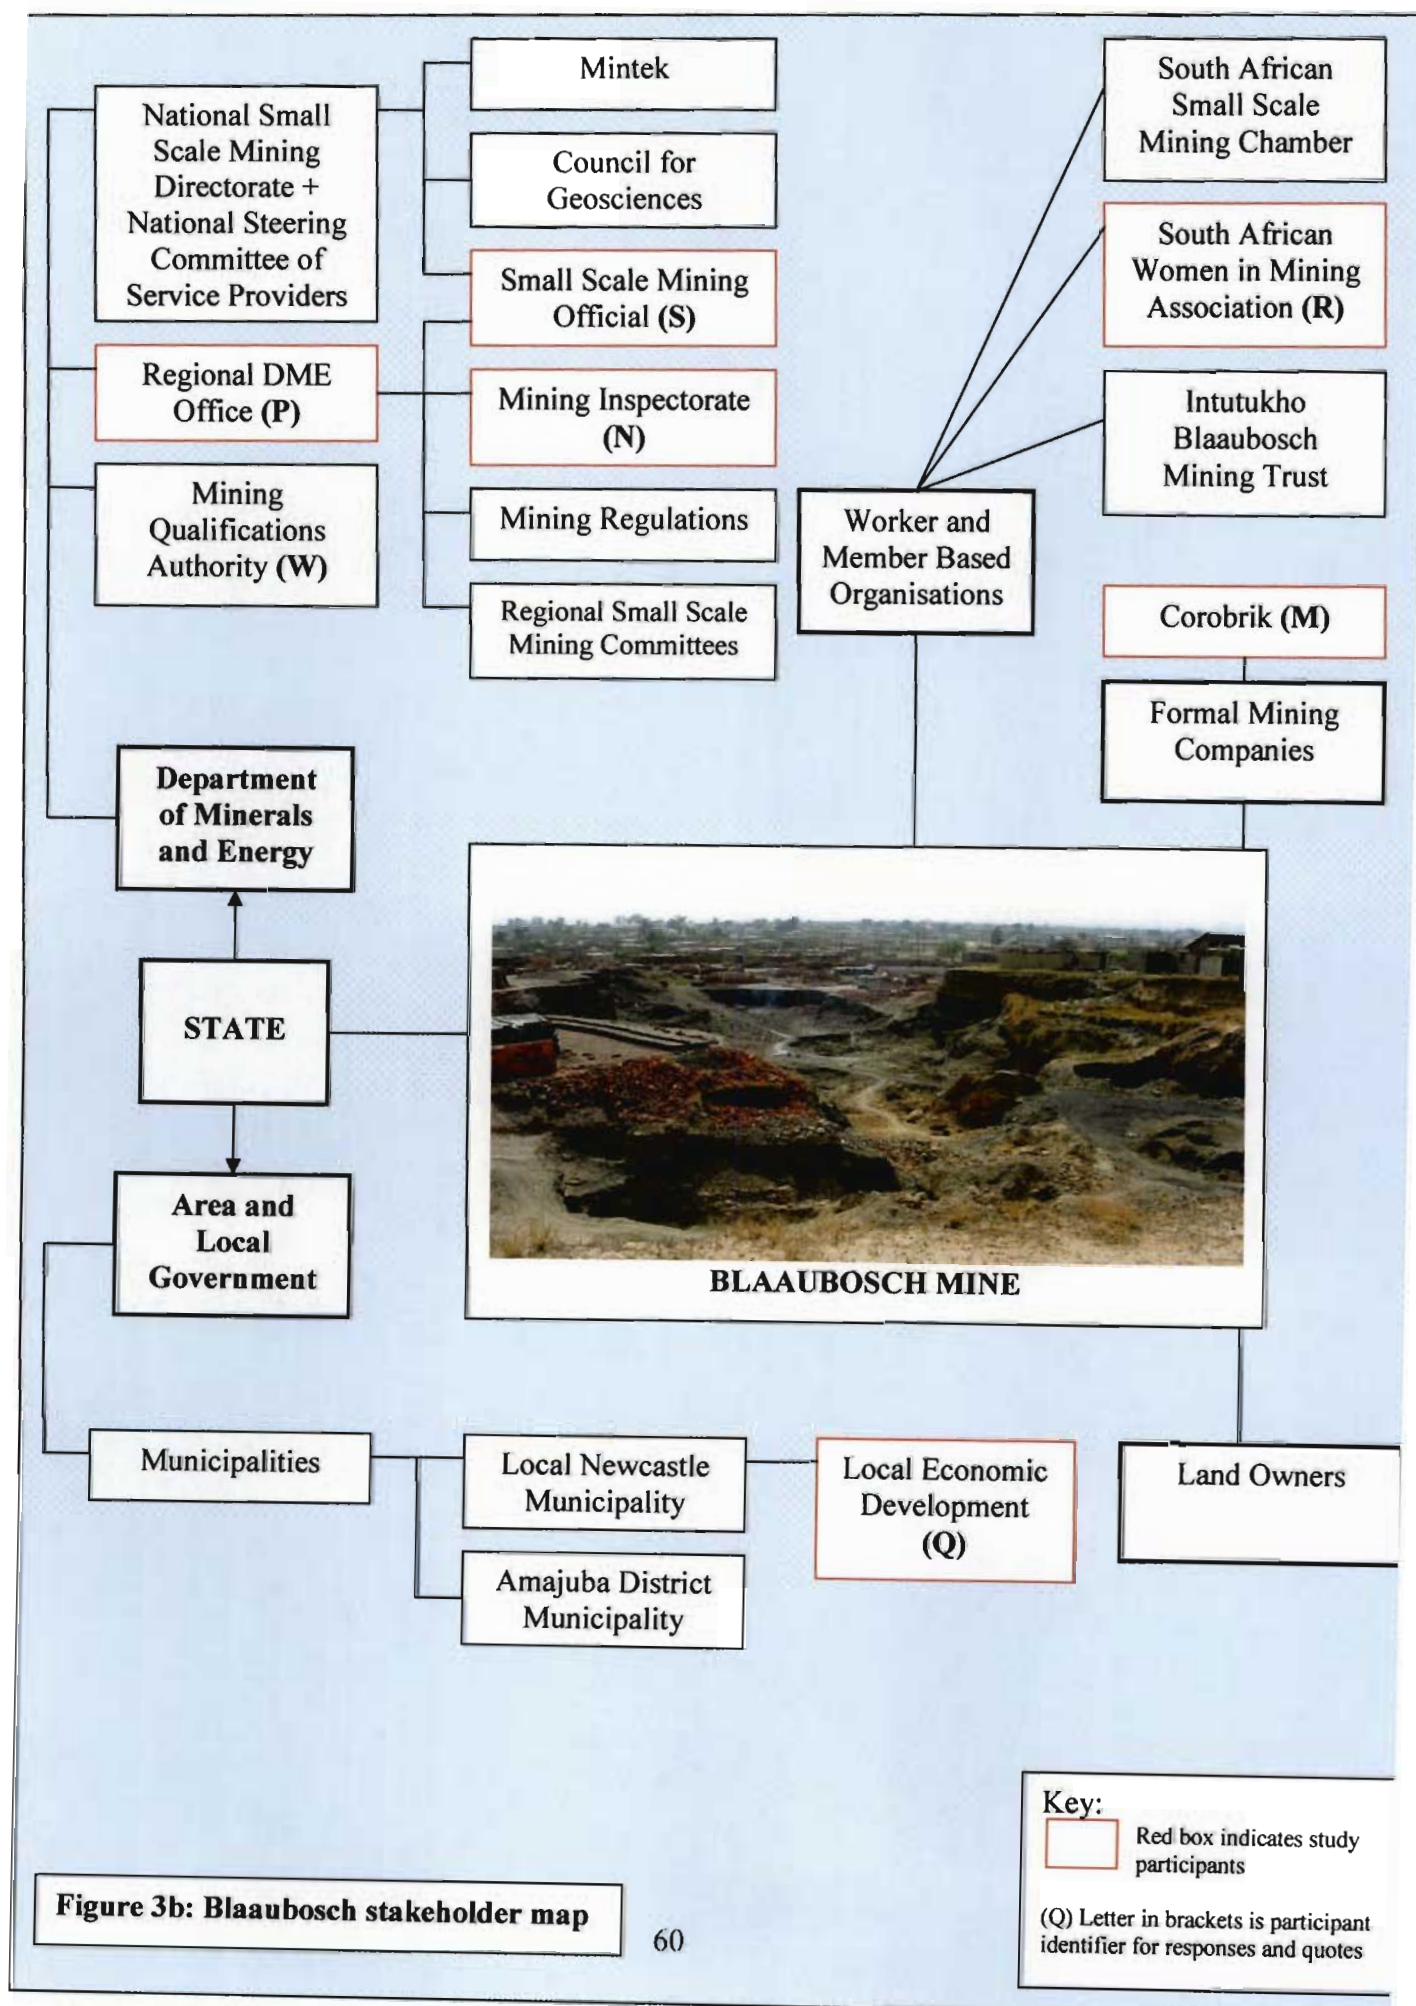 National Small
Scale Mining
Directorate +
National Steering
Committee of
Service Providers
Regional DME
Office (P)
Mining
Qualifications
Authority (W)
Mintek
Council for
Geosciences
Small Scale Mining
Official (S)
Mining Inspectorate
(N)
Mining Regulations
Regional Small Scale
Mining Committees
South African
Small Scale
Mining Chamber
South African
Women in Mining
Association (R)
Intutukho
Blaaubosch
Mining Trust
Worker and
Member Based
Organisations
Corobrik (M)
Formal Mining
Companies
Department
of Minerals
and Energy
STATE
Area and
Local
Government
BLAAUBOSCH MINE
Municipalities
Local Newcastle
Municipality
Amajuba District
Municipality
Local Economic
Development
(Q)
Land Owners
Key:
Red box indicates study
participants
(Q) Letter in brackets is participant
identifier for responses and quotes
Figure 3b: Blaaubosch stakeholder map
60